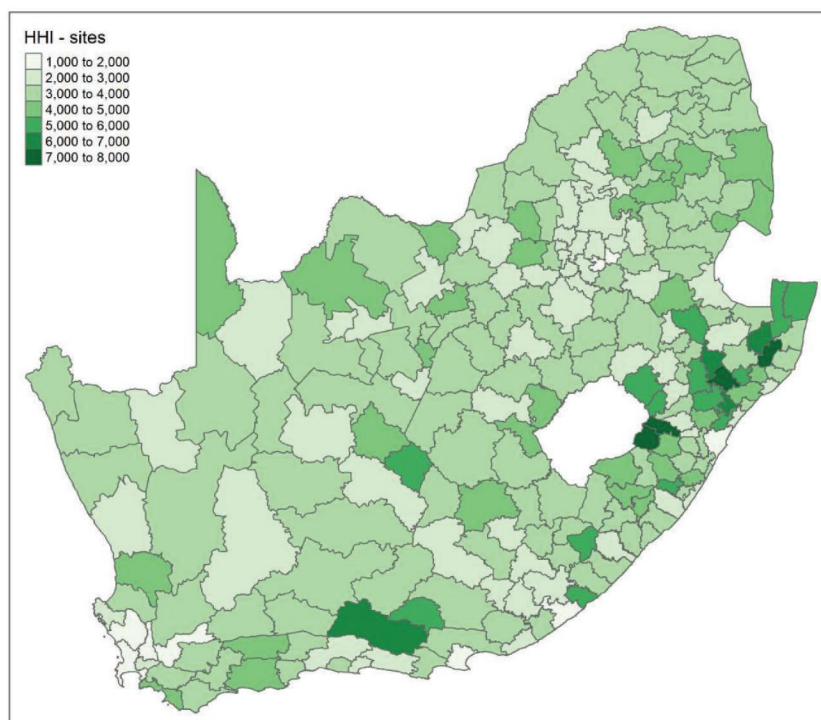 HHI - sites
1,000 to 2,000
2,000 to 3,000
3,000 to 4,000
4,000 to 5,000
5,000 to 6,000
6,000 to 7,000
7,000 to 8,000